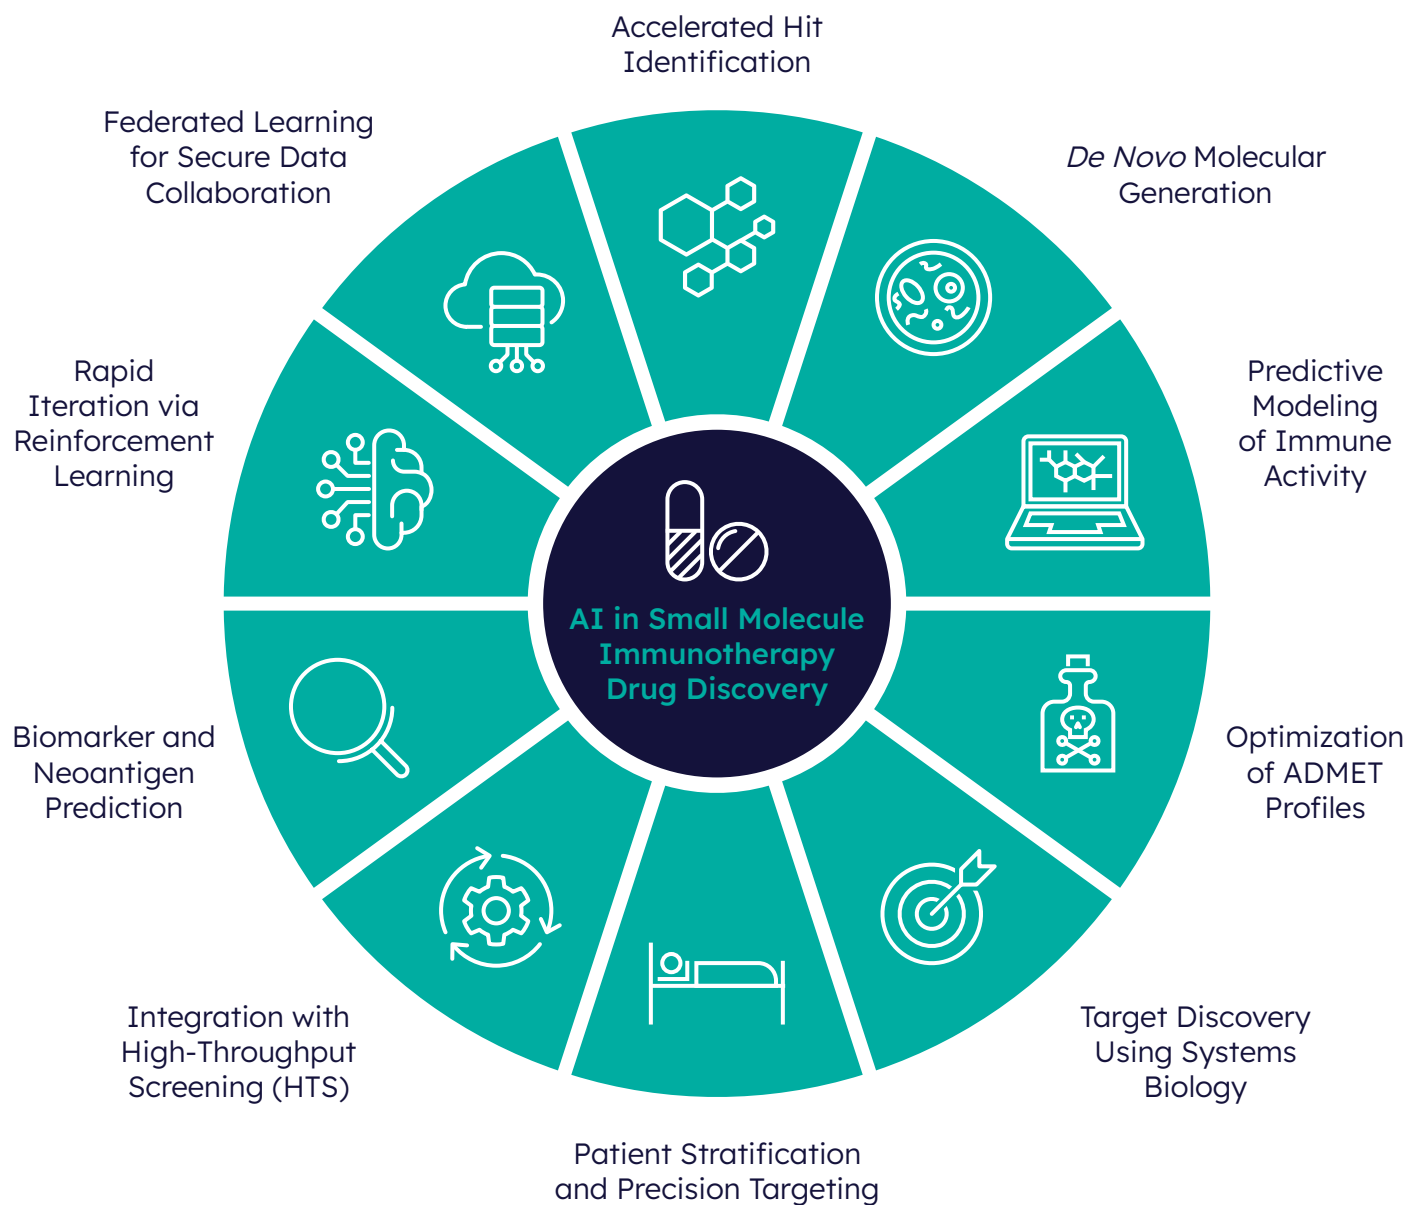 Accelerated Hit
Identification
De Novo Molecular
Generation
Predictive
Modeling
of Immune
Activity
Optimization
of ADMET
Profiles
Target Discovery
Using Systems
Biology
Patient Stratification
and Precision Targeting
Integration with
High-Throughput
Screening (HTS)
Biomarker and
Neoantigen
Prediction
Rapid
Iteration via
Reinforcement
Learning
Federated Learning
for Secure Data
Collaboration
AI in Small Molecule
Immunotherapy
Drug Discovery